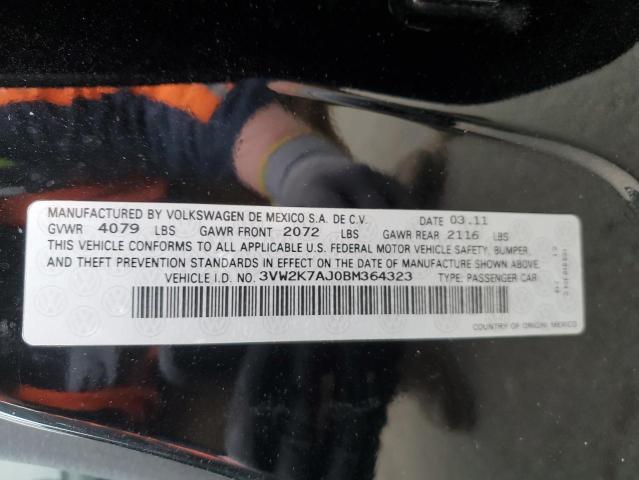 MANUFACTURED BY VOLKSWAGEN DE MEXICO S.A. DE C.V. DATE 03.11
GVWR 4079 LBS GAWR FRONT 2072 LBS GAWR REAR 2116 LBS
THIS VEHICLE CONFORMS TO ALL APPLICABLE U.S. FEDERAL MOTOR VEHICLE SAFETY, BUMPER,
AND THEFT PREVENTION STANDARDS IN EFFECT ON THE DATE OF MANUFACTURE SHOWN ABOVE.
VEHICLE I.D. NO. 3VW2K7AJ0BM364323 TYPE: PASSENGER CAR
COUNTRY OF ORIGIN: MEXICO